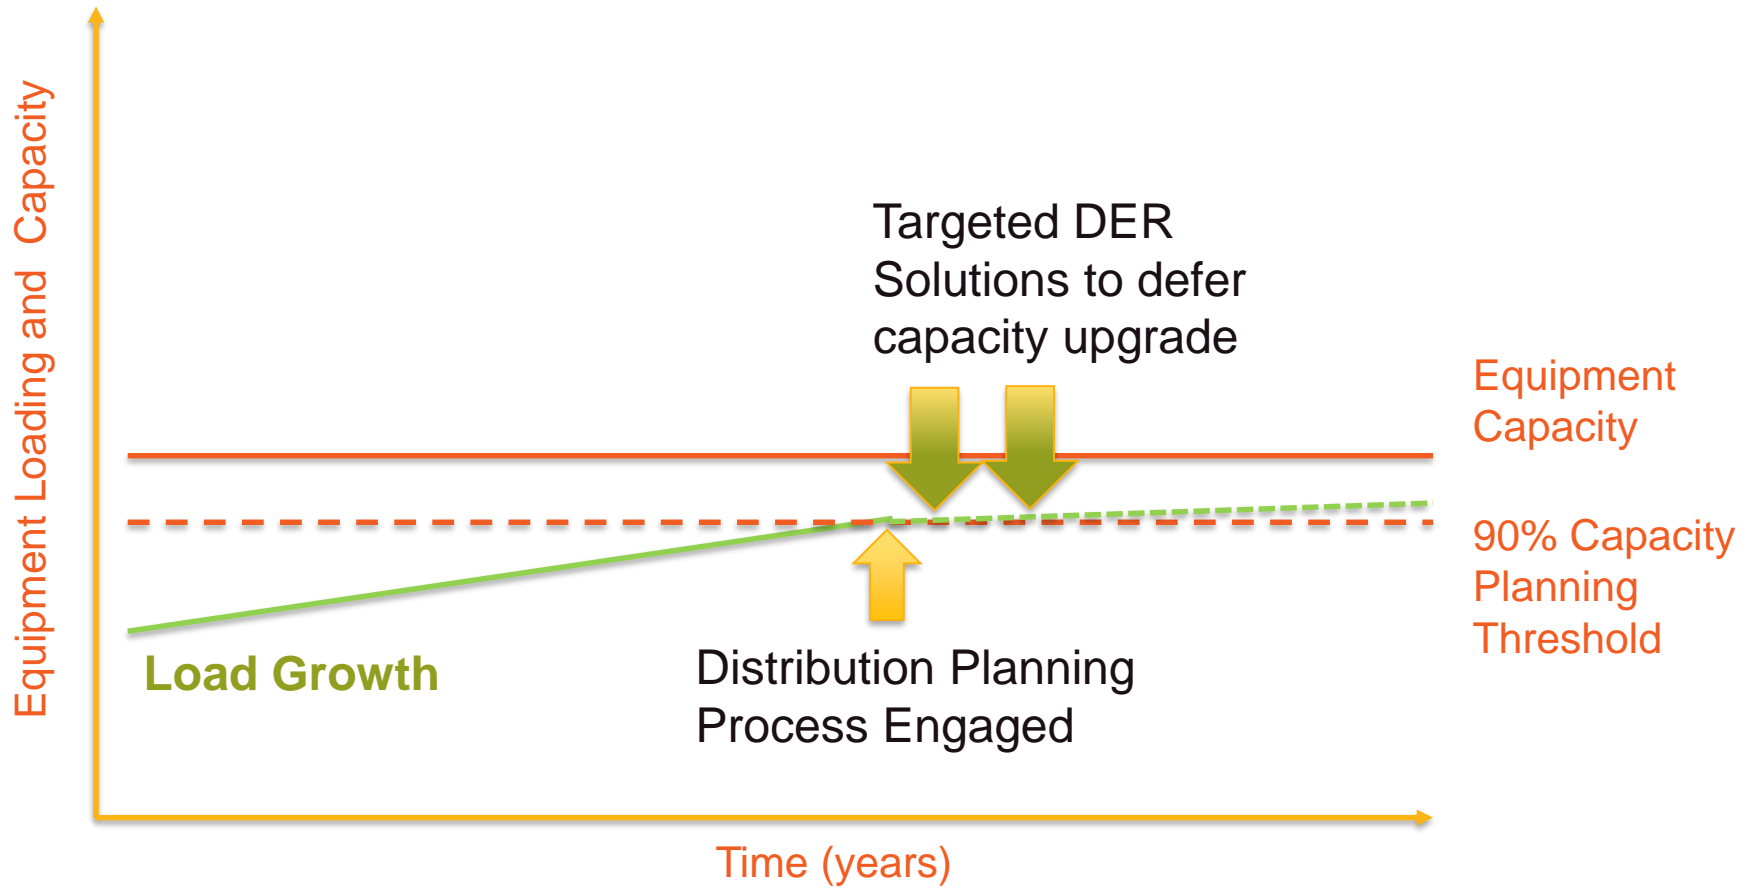 Equipment Loading and Capacity
Targeted DER
Solutions to defer
capacity upgrade
Equipment
Capacity
90% Capacity
Planning
Threshold
Load Growth
Distribution Planning
Process Engaged
Time (years)